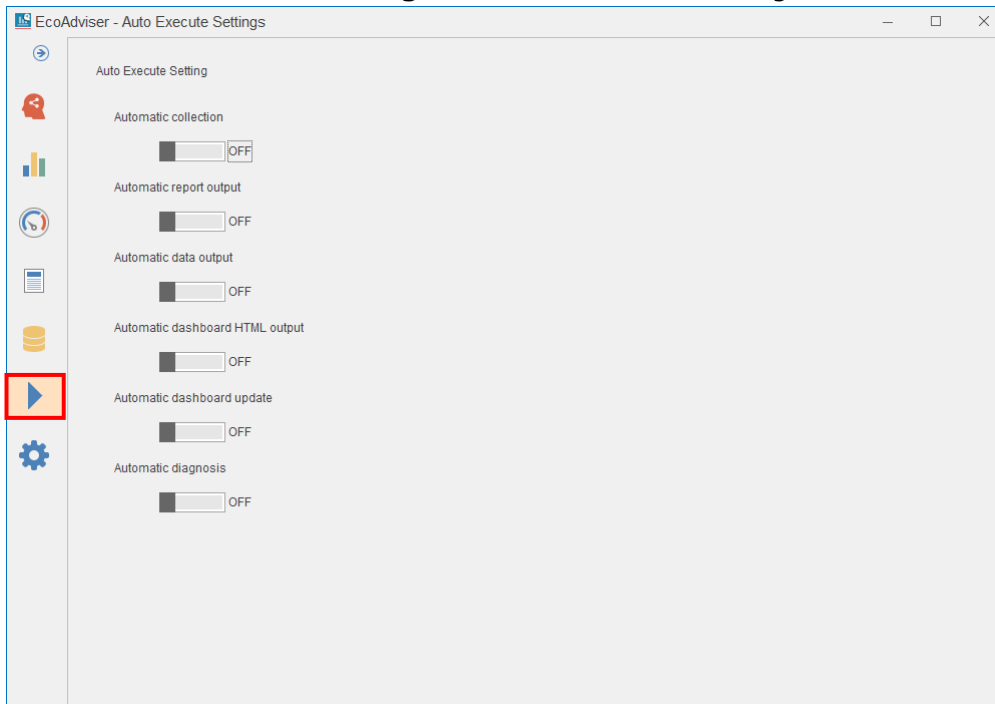 EcoAdviser - Auto Execute Settings
Auto Execute Setting
Automatic collection
OFF
Automatic report output
OFF
Automatic data output
OFF
Automatic dashboard HTML output
OFF
Automatic dashboard update
OFF
Automatic diagnosis
OFF